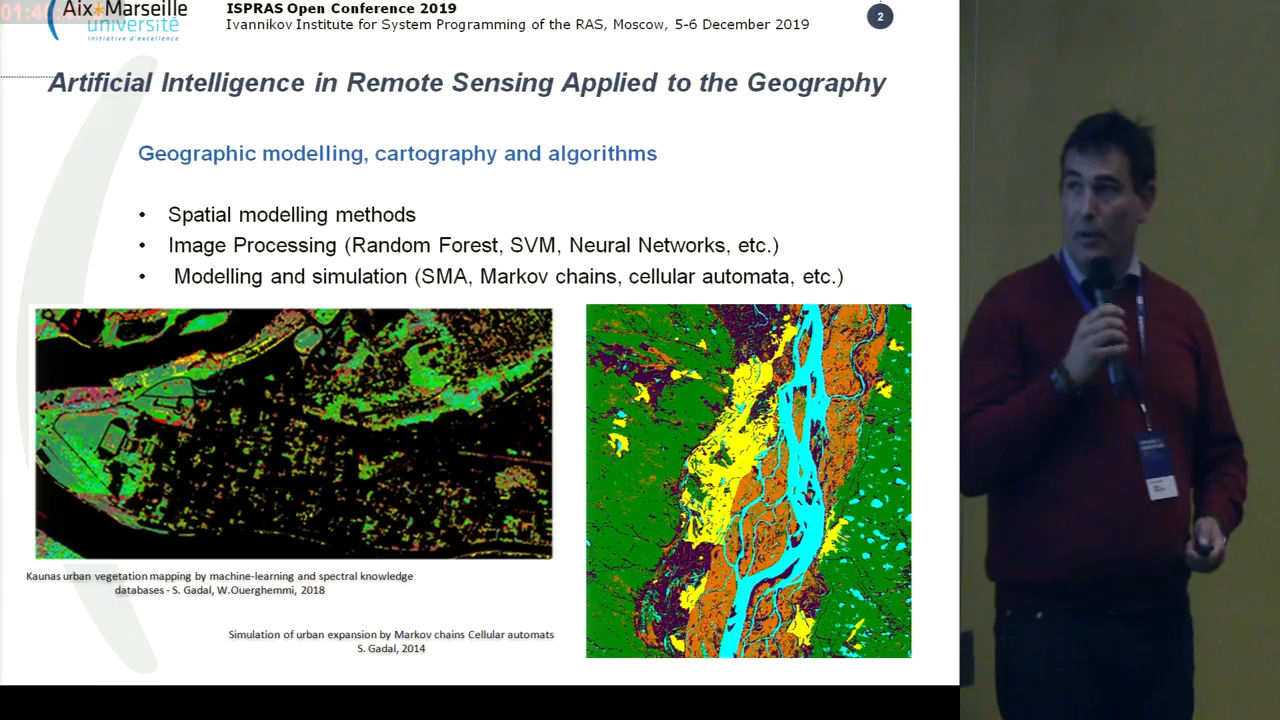 Aix*Marseille
université
Initiative d'excellence
ISPRAS Open Conference 2019
Ivannikov Institute for System Programming of the RAS, Moscow, 5-6 December 2019
2
Artificial Intelligence in Remote Sensing Applied to the Geography
Geographic modelling, cartography and algorithms
• Spatial modelling methods
• Image Processing (Random Forest, SVM, Neural Networks, etc.)
• Modelling and simulation (SMA, Markov chains, cellular automata, etc.)
Kaunas urban vegetation mapping by machine-learning and spectral knowledge
databases - S. Gadal, W.Ouerghemmi, 2018
Simulation of urban expansion by Markov chains Cellular automats
S. Gadal, 2014